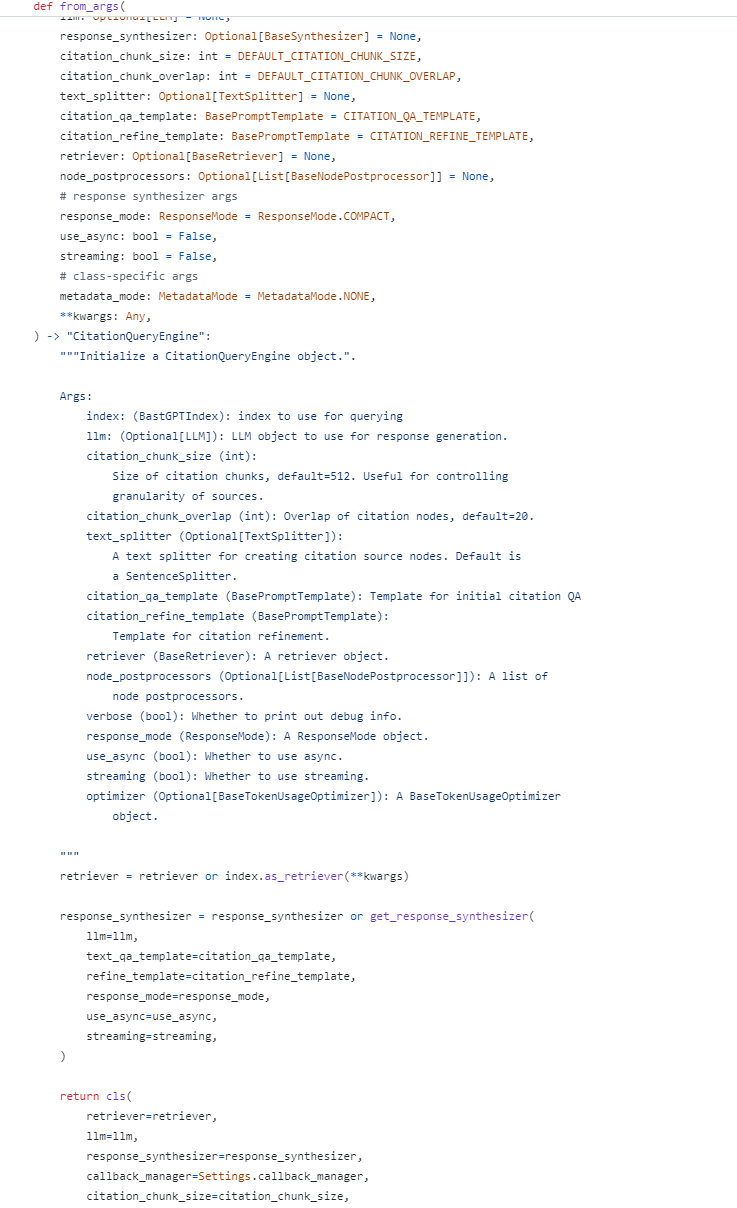 def from_args(
    llm: Optional[LLM] = None,
    response_synthesizer: Optional[BaseSynthesizer] = None,
    citation_chunk_size: int = DEFAULT_CITATION_CHUNK_SIZE,
    citation_chunk_overlap: int = DEFAULT_CITATION_CHUNK_OVERLAP,
    text_splitter: Optional[TextSplitter] = None,
    citation_qa_template: BasePromptTemplate = CITATION_QA_TEMPLATE,
    citation_refine_template: BasePromptTemplate = CITATION_REFINE_TEMPLATE,
    retriever: Optional[BaseRetriever] = None,
    node_postprocessors: Optional[List[BaseNodePostprocessor]] = None,
    # response synthesizer args
    response_mode: ResponseMode = ResponseMode.COMPACT,
    use_async: bool = False,
    streaming: bool = False,
    # class-specific args
    metadata_mode: MetadataMode = MetadataMode.NONE,
    **kwargs: Any,
) -> "CitationQueryEngine":
    """Initialize a CitationQueryEngine object.".

    Args:
        index: (BastGPTIndex): index to use for querying
        llm: (Optional[LLM]): LLM object to use for response generation.
        citation_chunk_size (int):
            Size of citation chunks, default=512. Useful for controlling
            granularity of sources.
        citation_chunk_overlap (int): Overlap of citation nodes, default=20.
        text_splitter (Optional[TextSplitter]):
            A text splitter for creating citation source nodes. Default is
            a SentenceSplitter.
        citation_qa_template (BasePromptTemplate): Template for initial citation QA
        citation_refine_template (BasePromptTemplate):
            Template for citation refinement.
        retriever (BaseRetriever): A retriever object.
        node_postprocessors (Optional[List[BaseNodePostprocessor]]): A list of
            node postprocessors.
        verbose (bool): Whether to print out debug info.
        response_mode (ResponseMode): A ResponseMode object.
        use_async (bool): Whether to use async.
        streaming (bool): Whether to use streaming.
        optimizer (Optional[BaseTokenUsageOptimizer]): A BaseTokenUsageOptimizer
            object.

    """
    retriever = retriever or index.as_retriever(**kwargs)

    response_synthesizer = response_synthesizer or get_response_synthesizer(
        llm=llm,
        text_qa_template=citation_qa_template,
        refine_template=citation_refine_template,
        response_mode=response_mode,
        use_async=use_async,
        streaming=streaming,
    )

    return cls(
        retriever=retriever,
        llm=llm,
        response_synthesizer=response_synthesizer,
        callback_manager=Settings.callback_manager,
        citation_chunk_size=citation_chunk_size,